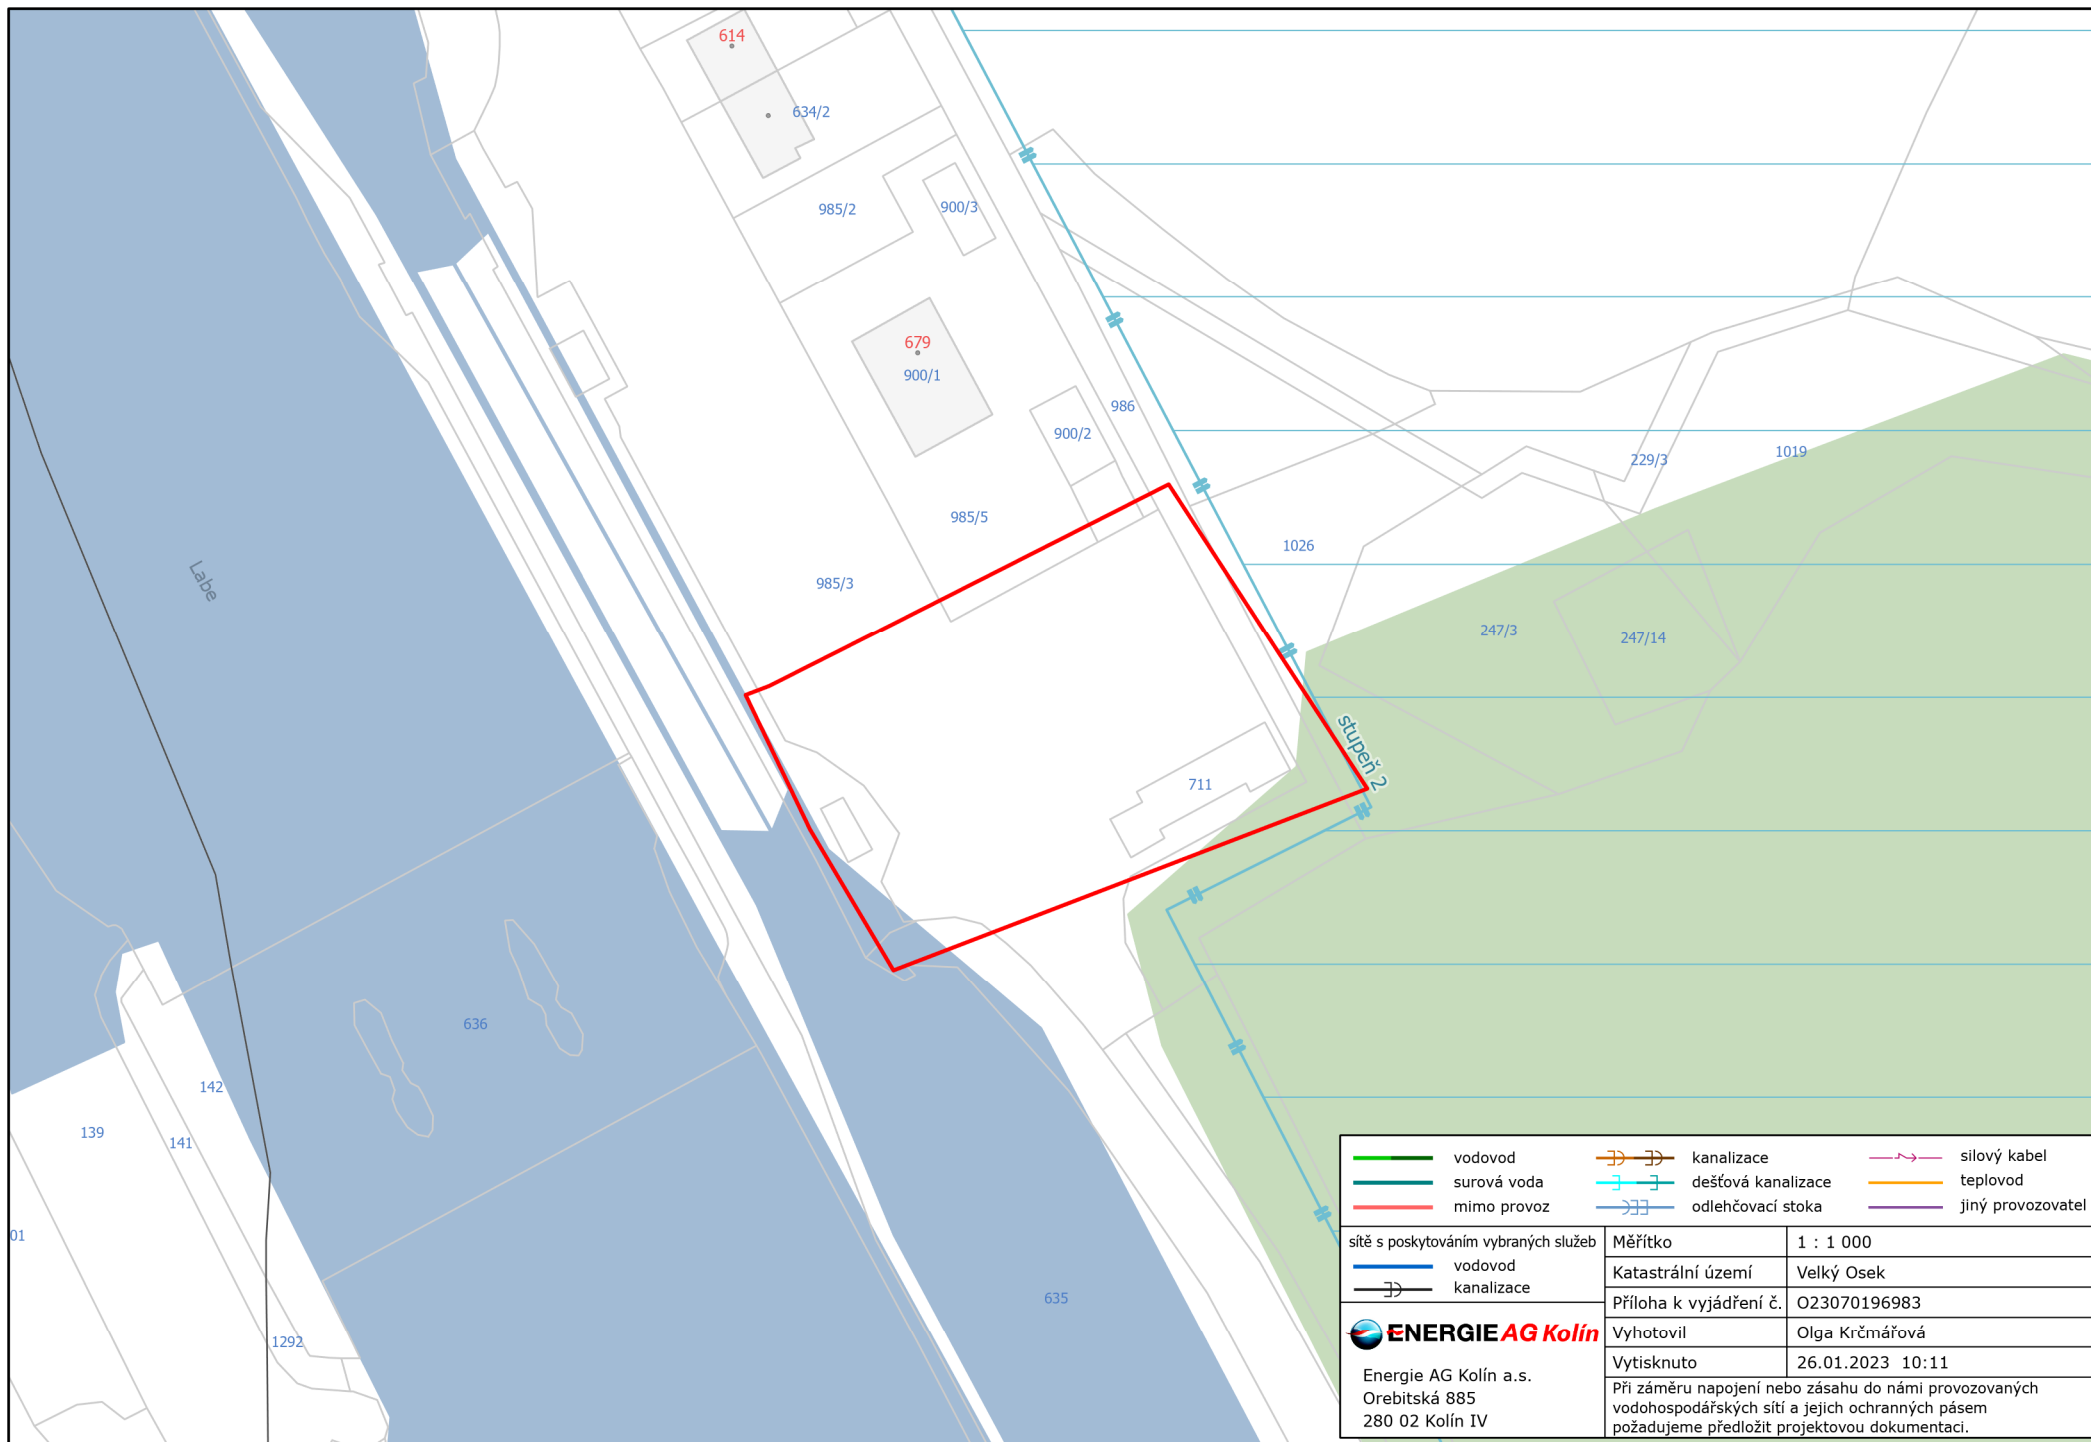 614
634/2
985/2
900/3
679
900/1
986
900/2
229/3
1019
985/5
1026
985/3
Labe
247/3
247/14
stupeň 2
711
636
142
139
141
01
635
1292
vodovod
surová voda
mimo provoz
kanalizace
dešťová kanalizace
odlehčovací stoka
silový kabel
teplovod
jiný provozovatel
sítě s poskytováním vybraných služeb
vodovod
kanalizace
Měřítko 1 : 1 000
Katastrální území Velký Osek
Příloha k vyjádření č. O23070196983
Vyhotovil Olga Krčmářová
Vytisknuto 26.01.2023 10:11
ENERGIE AG Kolín
Energie AG Kolín a.s.
Orebitská 885
280 02 Kolín IV
Při záměru napojení nebo zásahu do námi provozovaných
vodohospodářských sítí a jejich ochranných pásem
požadujeme předložit projektovou dokumentaci.